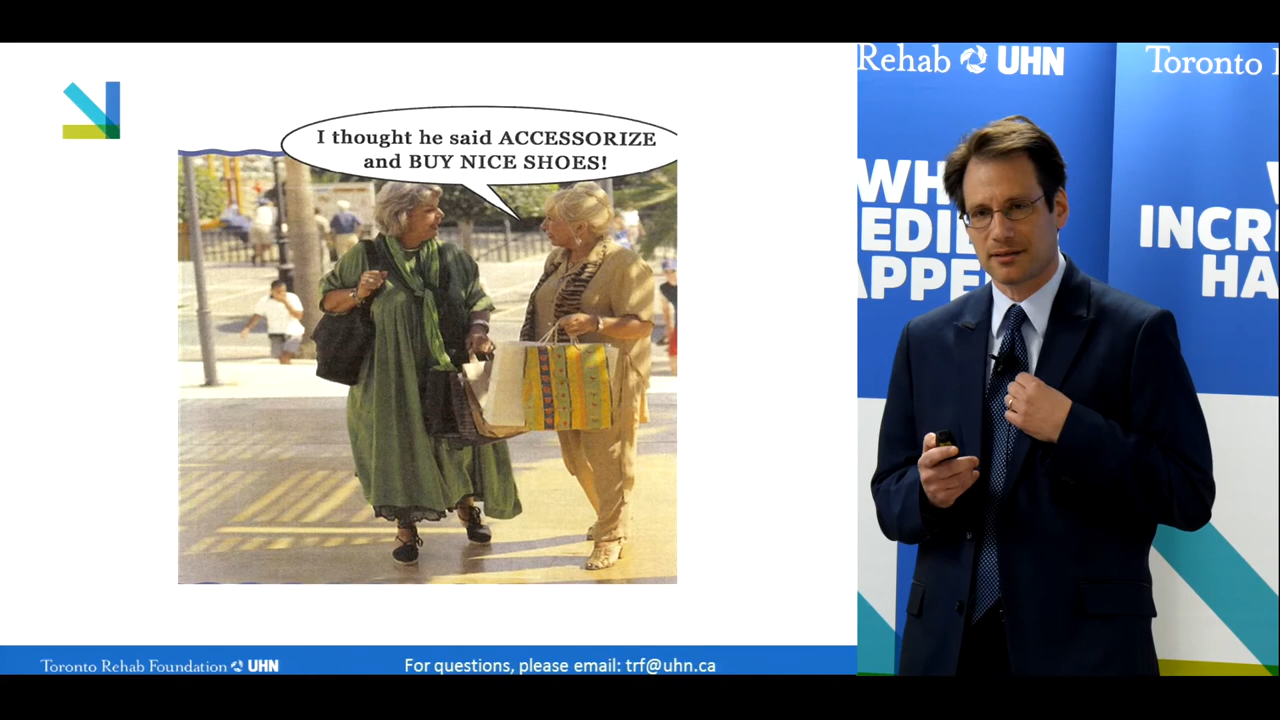 I thought he said ACCESSORIZE
and BUY NICE SHOES!
Rehab UHN
Toronto
WH
EDI
APPE
INCR
HA
Toronto Rehab Foundation UHN
For questions, please email: trf@uhn.ca